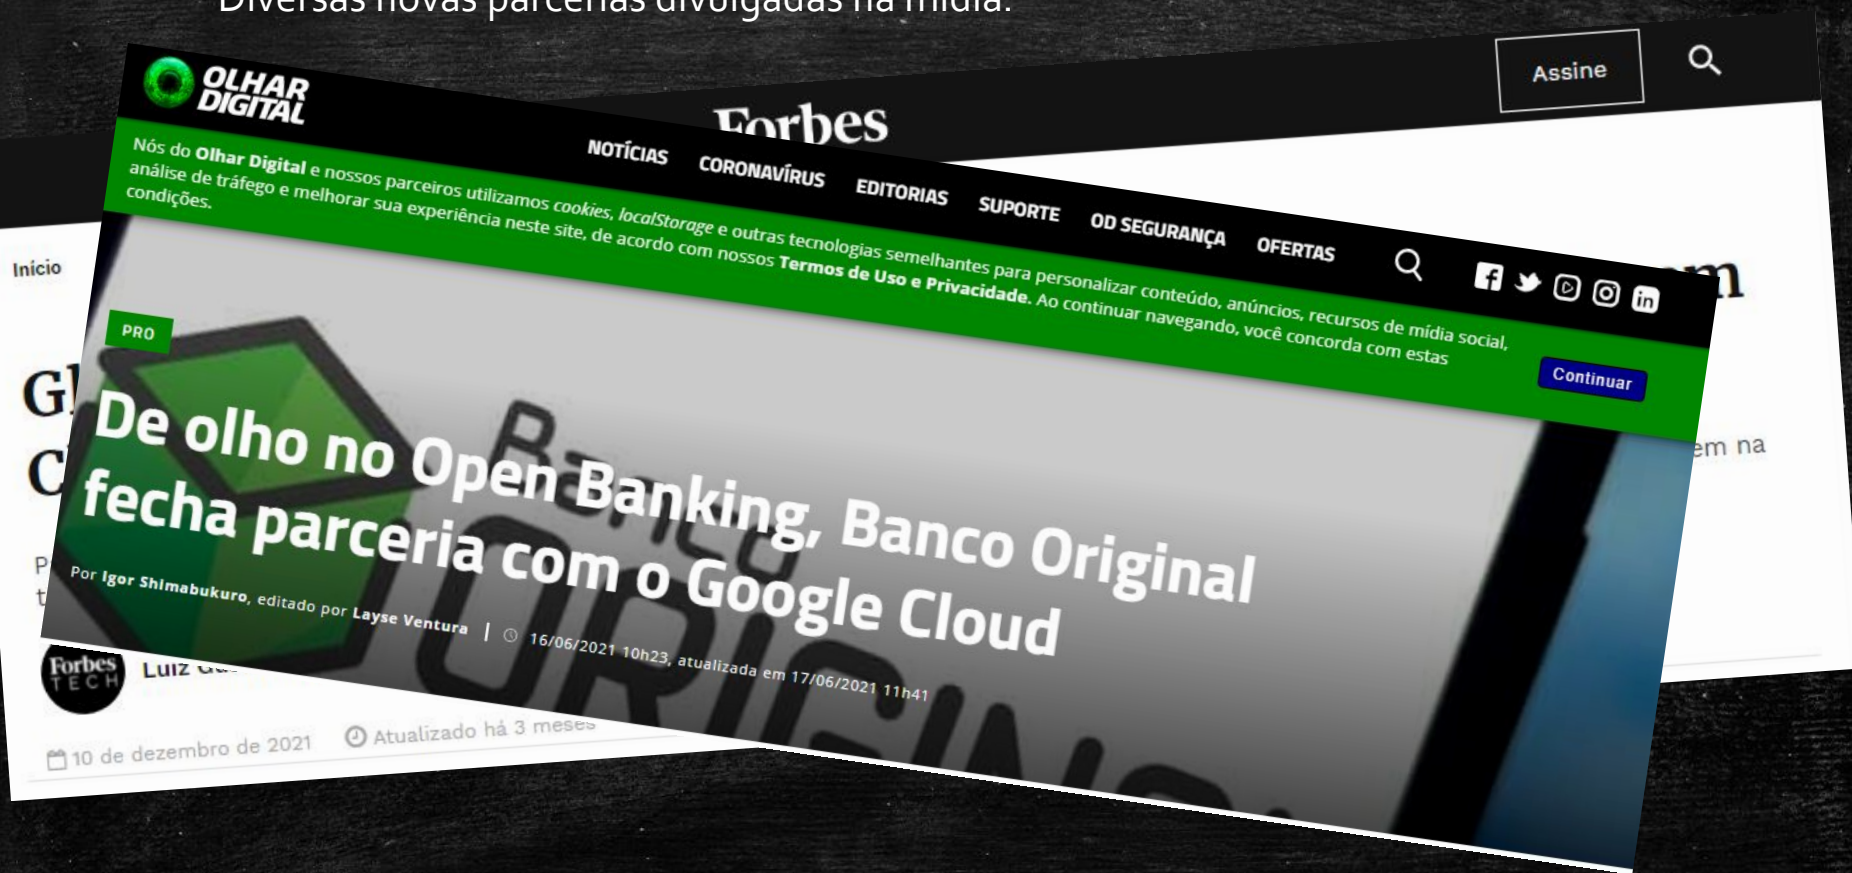 Diversas novas parcerias divulgadas na mídia.
Assine
Forbes
OLHAR
DIGITAL
NOTÍCIAS CORONAVÍRUS EDITORIAS SUPORTE OD SEGURANÇA OFERTAS
Nós do Olhar Digital e nossos parceiros utilizamos cookies, localStorage e outras tecnologias semelhantes para personalizar conteúdo, anúncios, recursos de mídia social,
análise de tráfego e melhorar sua experiência neste site, de acordo com nossos Termos de Uso e Privacidade. Ao continuar navegando, você concorda com estas
condições.
Continuar
Início
PRO
Banco
ORIGINAL
De olho no Open Banking, Banco Original
fecha parceria com o Google Cloud
Por Igor Shimabukuro, editado por Layse Ventura | 16/06/2021 10h23, atualizada em 17/06/2021 11h41
em na
Forbes
TECH
Luiz
10 de dezembro de 2021 Atualizado há 3 meses